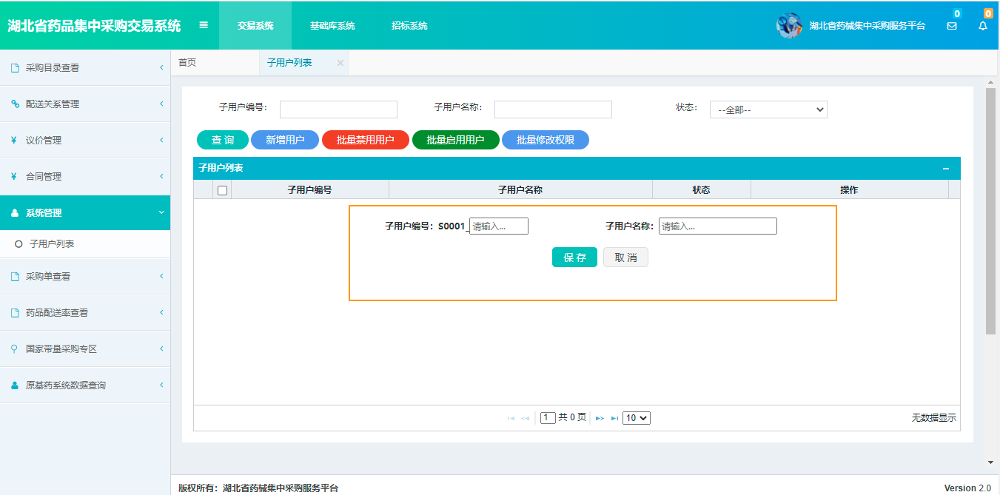 湖北省药品集中采购交易系统 交易系统 基础库系统 招标系统 湖北省药械集中采购服务平台 0 0
采购目录查看
配送关系管理
议价管理
合同管理
系统管理
子用户列表
采购单查看
药品配送率查看
国家带量采购专区
原基药系统数据查询
首页 子用户列表
子用户编号： 子用户名称： 状态： --全部--
查 询 新增用户 批量禁用用户 批量启用用户 批量修改权限
子用户列表
子用户编号 子用户名称 状态 操作
子用户编号：S0001_ 请输入... 子用户名称： 请输入...
保 存 取 消
1 共 0 页 10 无数据显示
版权所有：湖北省药械集中采购服务平台 Version 2.0